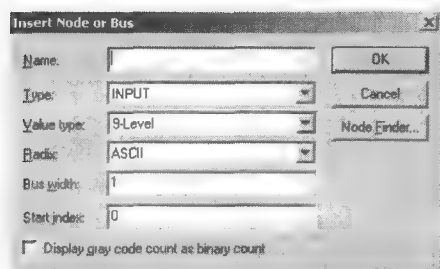 Insert Node or Bus
Name:
OK
Type: INPUT
Cancel
Value type: 9-Level
Node Finder...
Radix: ASCII
Bus width: 1
Start index: 0
Display gray code count as binary count